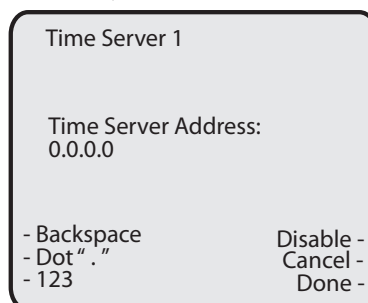 Time Server 1
Time Server Address:
0.0.0.0
- Backspace
Disable -
- Dot " . "
Cancel -
- 123
Done -